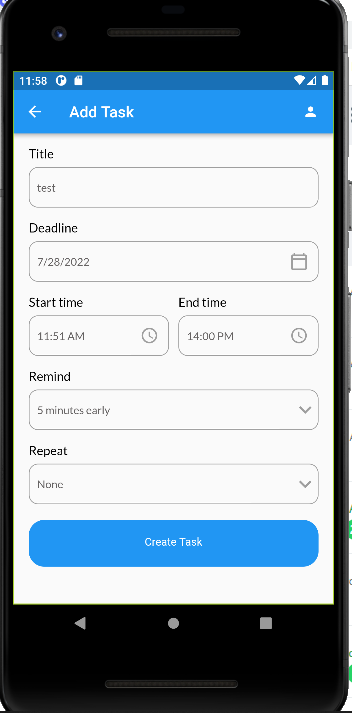 11:58
Add Task
Title
test
Deadline
7/28/2022
Start time End time
11:51 AM 14:00 PM
Remind
5 minutes early
Repeat
None
Create Task